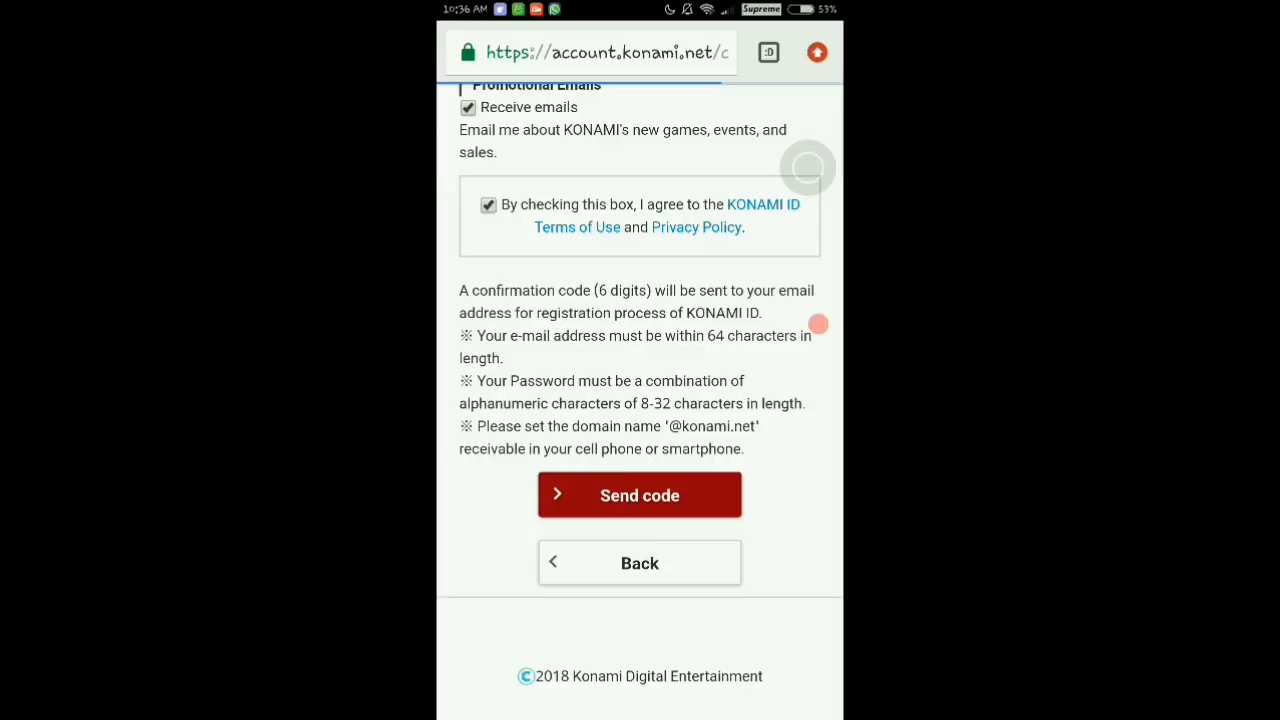 10:36 AM
Supreme
53%
https://account.konami.net/c
:D
Promotional Emails
Receive emails
Email me about KONAMI's new games, events, and
sales.
By checking this box, I agree to the KONAMI ID
Terms of Use and Privacy Policy.
A confirmation code (6 digits) will be sent to your email
address for registration process of KONAMI ID.
※ Your e-mail address must be within 64 characters in
length.
※ Your Password must be a combination of
alphanumeric characters of 8-32 characters in length.
※ Please set the domain name '@konami.net'
receivable in your cell phone or smartphone.
Send code
Back
©2018 Konami Digital Entertainment